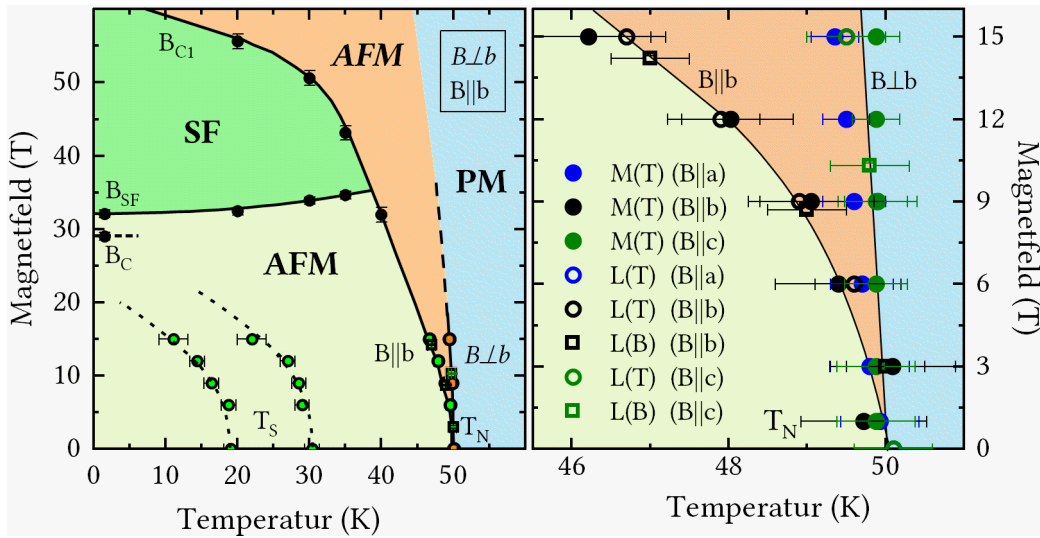 B_C1
AFM
B⊥b
B||b
SF
PM
B_SF
B_C
AFM
B||b
B⊥b
T_S
T_N
0
10
20
30
40
50
0 10 20 30 40 50
Magnetfeld (T)
Temperatur (K)
B||b
B⊥b
M(T) (B||a)
M(T) (B||b)
M(T) (B||c)
L(T) (B||a)
L(T) (B||b)
L(B) (B||b)
L(T) (B||c)
L(B) (B||c)
T_N
15
12
9
6
3
0
46 48 50
Temperatur (K)
Magnetfeld (T)